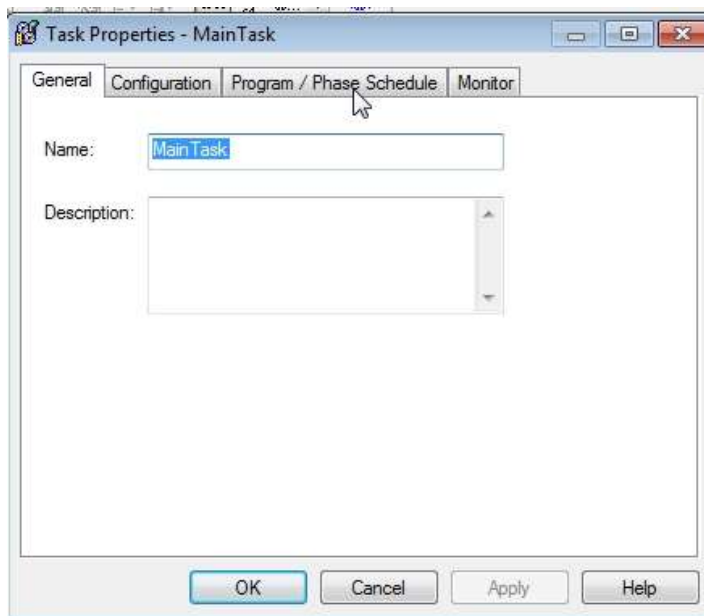 Task Properties - MainTask
General Configuration Program / Phase Schedule Monitor
Name: MainTask
Description:
OK Cancel Apply Help